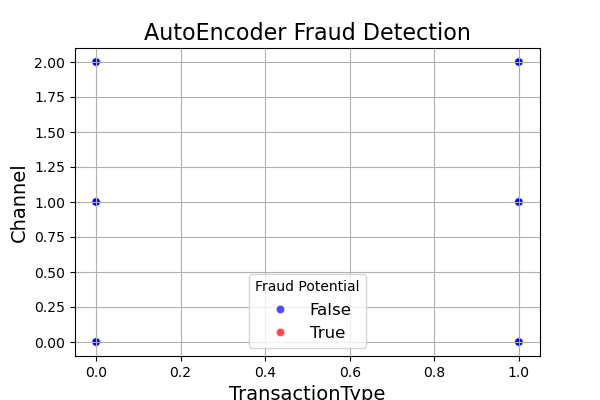 AutoEncoder Fraud Detection
Channel
2.00
1.75
1.50
1.25
1.00
0.75
0.50
0.25
0.00
Fraud Potential
False
True
0.0 0.2 0.4 0.6 0.8 1.0
TransactionType